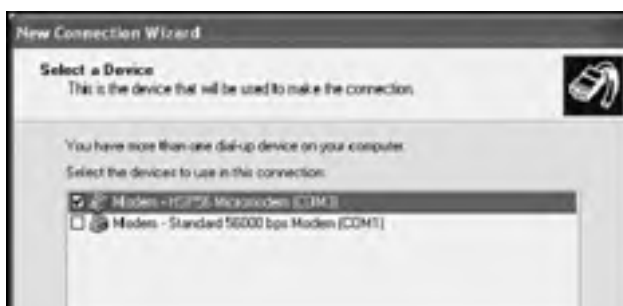 New Connection Wizard
Select a Device
This is the device that will be used to make the connection.
You have more than one dial-up device on your computer.
Select the devices to use in this connection:
Modem - HSP56 Micromodem (COM3)
Modem - Standard 56000 bps Modem (COM1)